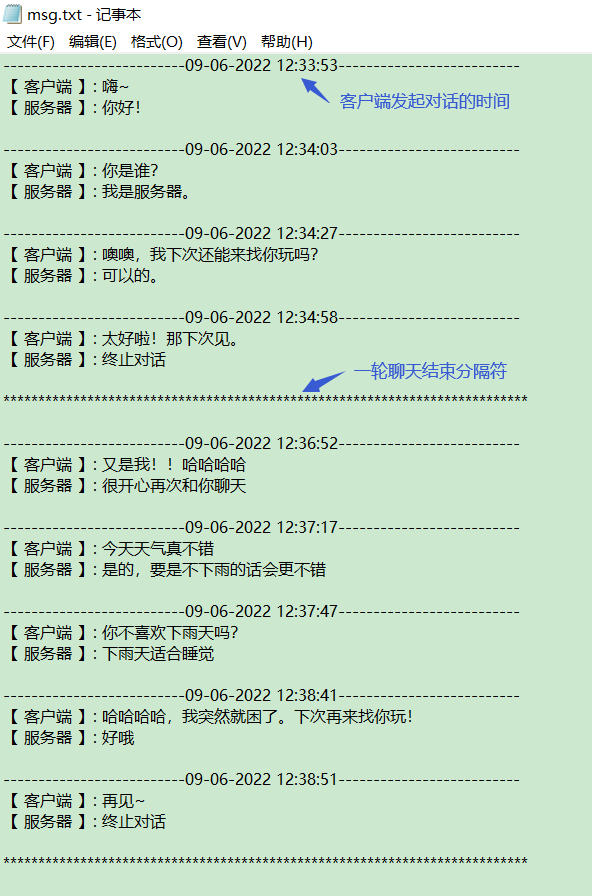 msg.txt - 记事本
文件(F) 编辑(E) 格式(O) 查看(V) 帮助(H)
--------------------------09-06-2022 12:33:53--------------------------
【 客户端 】: 嗨~
客户端发起对话的时间
【 服务器 】: 你好!
--------------------------09-06-2022 12:34:03--------------------------
【 客户端 】: 你是谁?
【 服务器 】: 我是服务器。
--------------------------09-06-2022 12:34:27--------------------------
【 客户端 】: 噢噢，我下次还能来找你玩吗?
【 服务器 】: 可以的。
--------------------------09-06-2022 12:34:58--------------------------
【 客户端 】: 太好啦! 那下次见。
【 服务器 】: 终止对话
一轮聊天结束分隔符
***************************************************************************
--------------------------09-06-2022 12:36:52--------------------------
【 客户端 】: 又是我! ! 哈哈哈哈
【 服务器 】: 很开心再次和你聊天
--------------------------09-06-2022 12:37:17--------------------------
【 客户端 】: 今天天气真不错
【 服务器 】: 是的，要是不下雨的话会更不错
--------------------------09-06-2022 12:37:47--------------------------
【 客户端 】: 你不喜欢下雨天吗?
【 服务器 】: 下雨天适合睡觉
--------------------------09-06-2022 12:38:41--------------------------
【 客户端 】: 哈哈哈哈，我突然就困了。下次再来找你玩!
【 服务器 】: 好哦
--------------------------09-06-2022 12:38:51--------------------------
【 客户端 】: 再见~
【 服务器 】: 终止对话
***************************************************************************